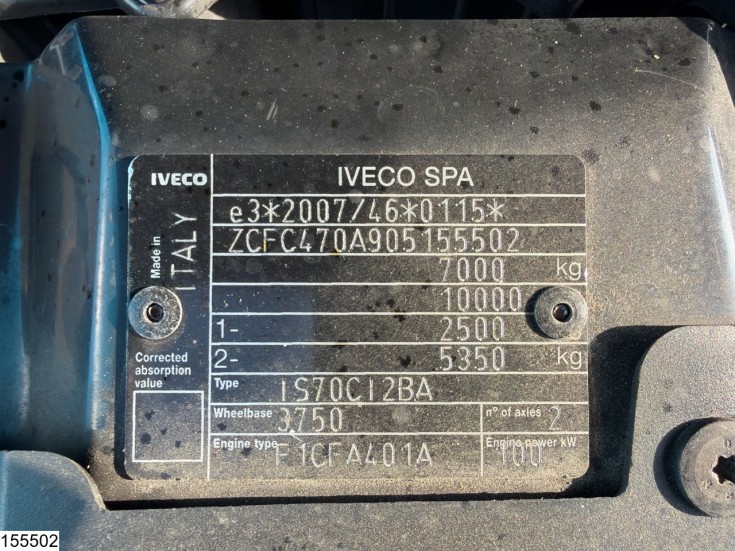 IVECO
IVECO SPA
e3*2007/46*0115*
ZCFC470A905155502
7000 kg
10000
1- 2500
2- 5350 kg
Made in
ITALY
Corrected
absorption
value
Type IS70CI2BA
Wheelbase 3750 n° of axles 2
Engine type F1CFA401A Engine power kW 100
155502